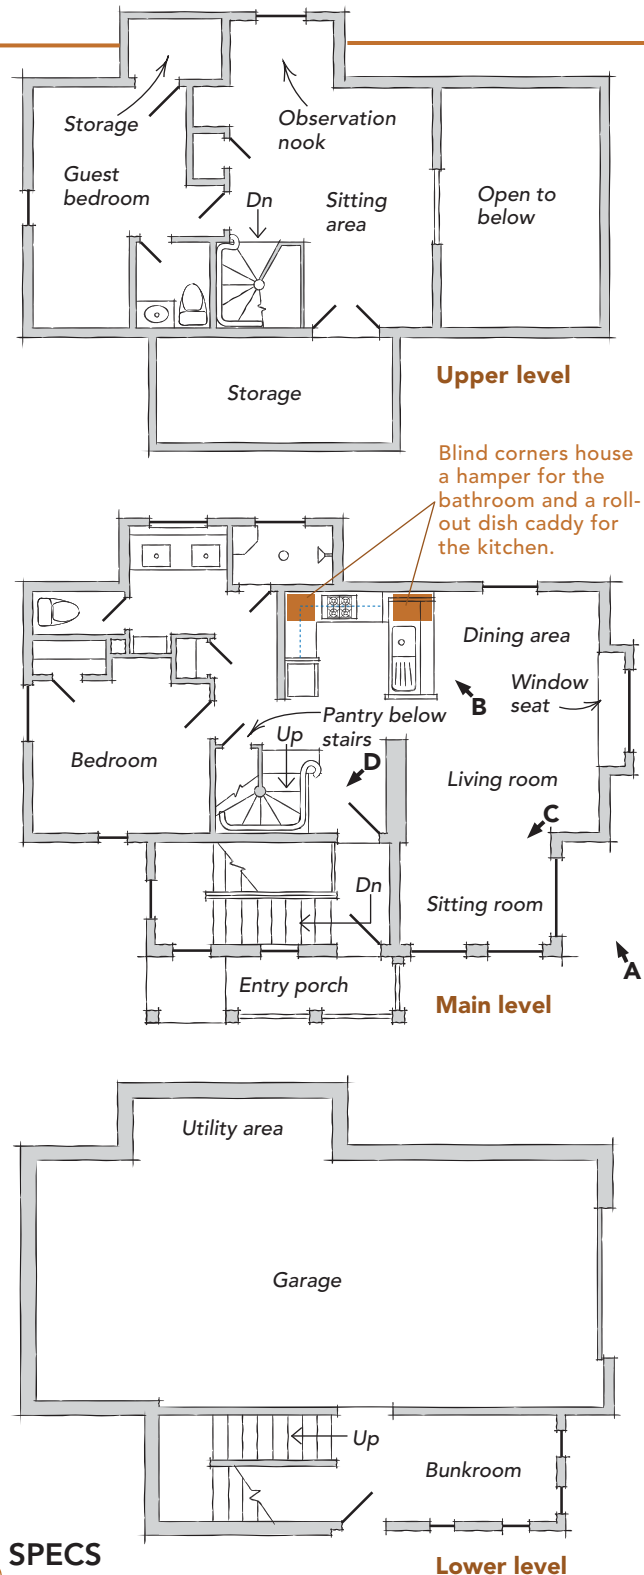 Storage
Observation
nook
Guest
bedroom
Dn
Sitting
area
Open to
below
Storage
Upper level
Blind corners house
a hamper for the
bathroom and a roll-
out dish caddy for
the kitchen.
Dining area
Window
seat
B
Pantry below
stairs
Up
Bedroom
D
Living room
C
Dn
Sitting room
A
Entry porch
Main level
Utility area
Garage
Up
Bunkroom
SPECS
Lower level